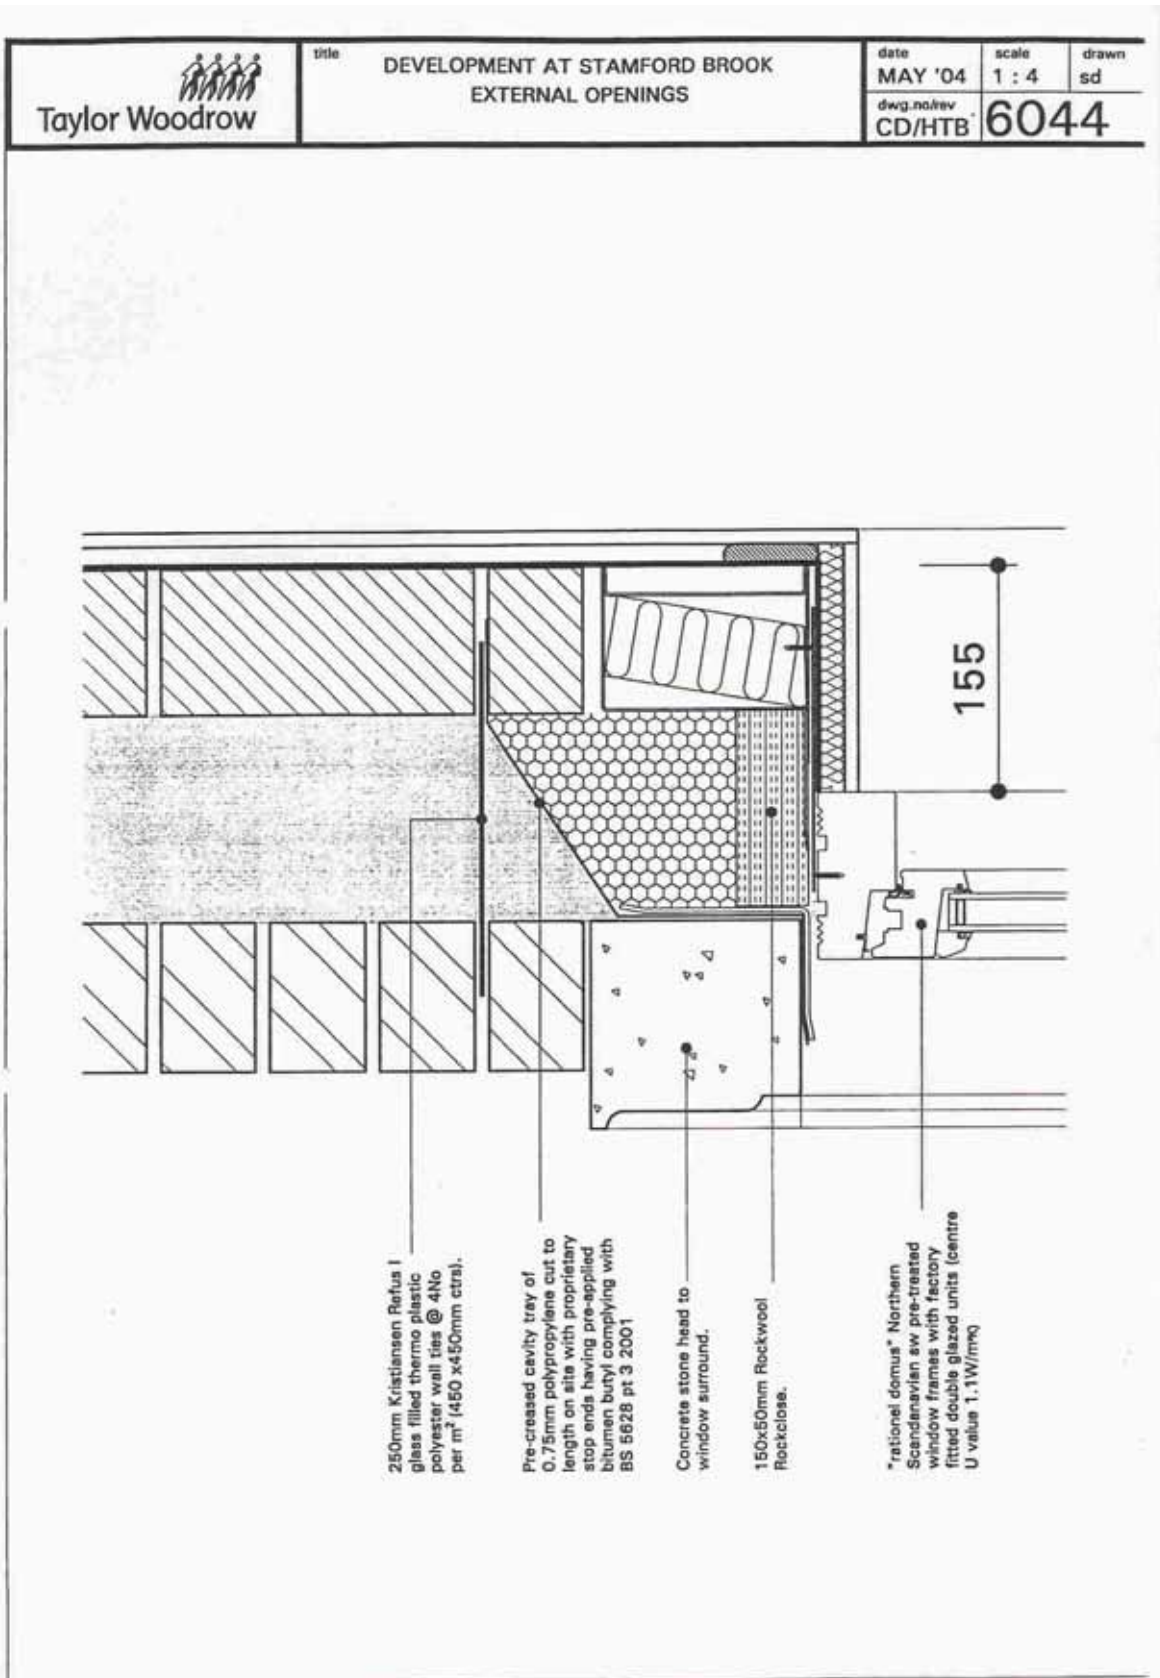 Taylor Woodrow
title
DEVELOPMENT AT STAMFORD BROOK
EXTERNAL OPENINGS
date
MAY '04
scale
1 : 4
drawn
sd
dwg.no/rev
CD/HTB
6044
155
250mm Kristiansen Refus I
glass filled thermo plastic
polyester wall ties @ 4No
per m² (450 x450mm ctrs).
Pre-creased cavity tray of
0.75mm polypropylene cut to
length on site with proprietary
stop ends having pre-applied
bitumen butyl complying with
BS 5628 pt 3 2001
Concrete stone head to
window surround.
150x50mm Rockwool
Rockclose.
"rationel domus" Northern
Scandanavian sw pre-treated
window frames with factory
fitted double glazed units (centre
U value 1.1W/m²K)